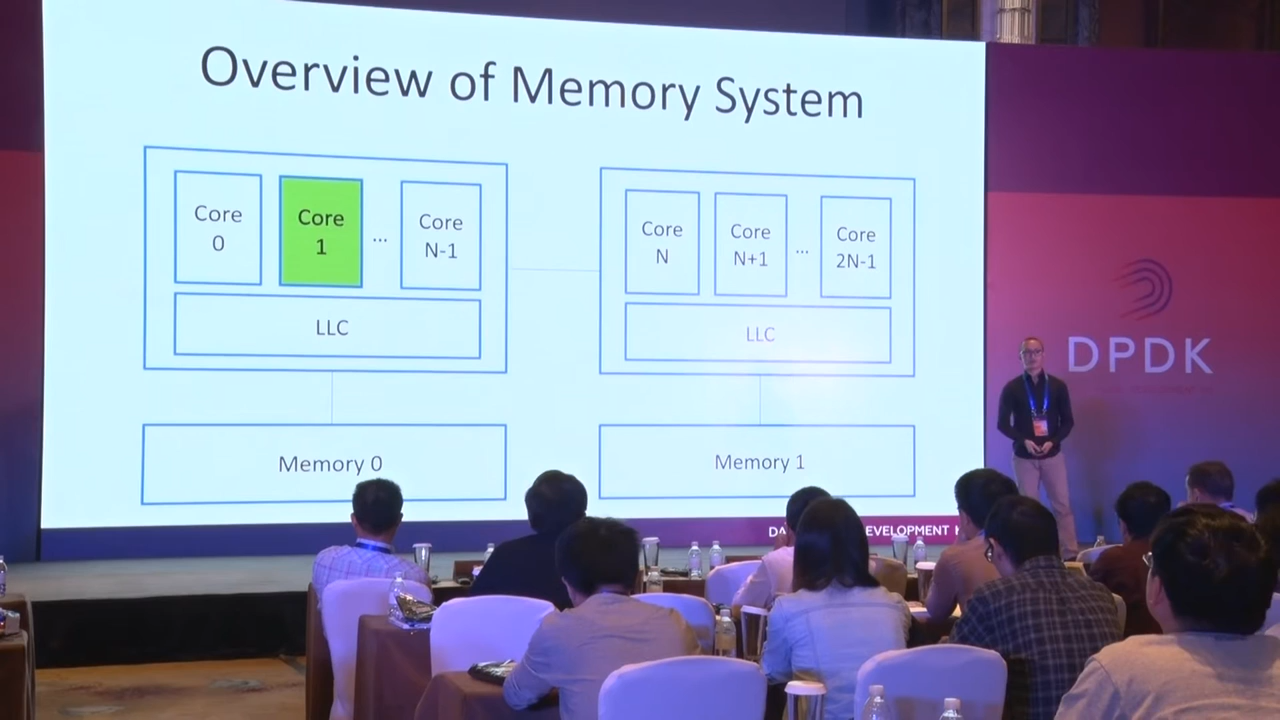 Overview of Memory System
Core
0
Core
1
...
Core
N-1
LLC
Core
N
Core
N+1
...
Core
2N-1
LLC
Memory 0
Memory 1
DPDK
EVELOPMENT